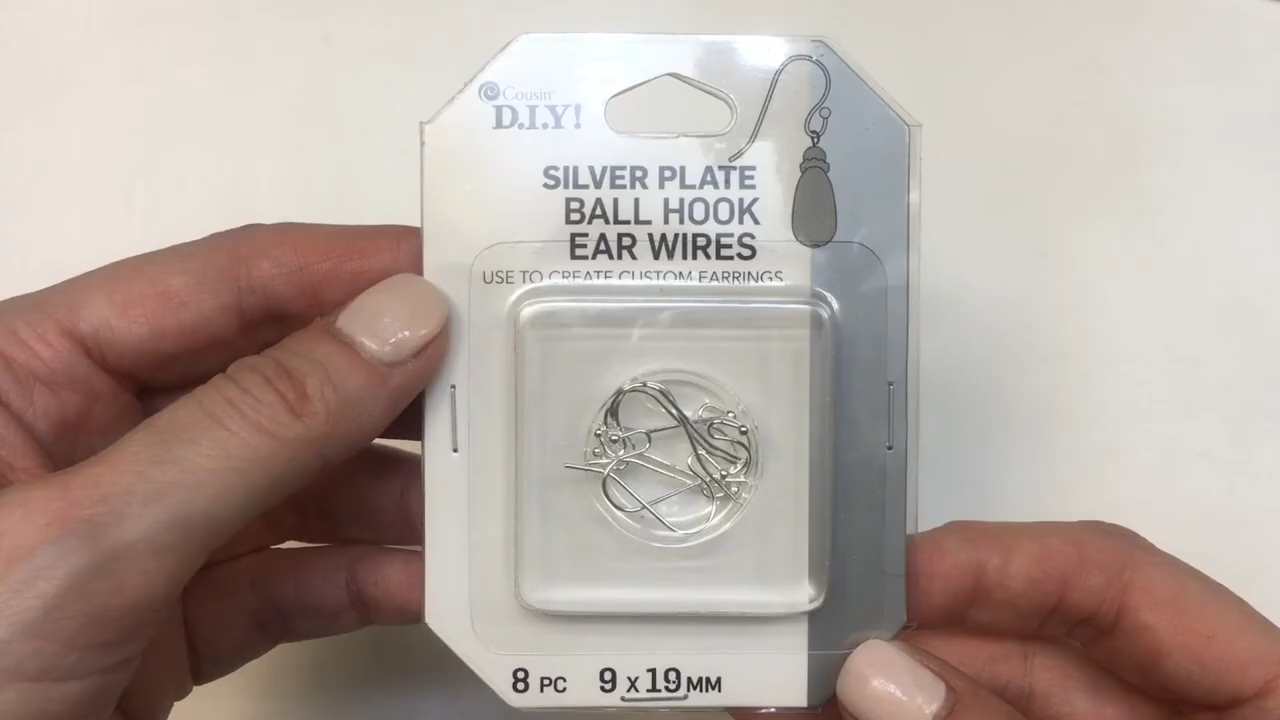 Cousin
D.I.Y!
SILVER PLATE
BALL HOOK
EAR WIRES
USE TO CREATE CUSTOM EARRINGS
8 PC 9 X 19 MM